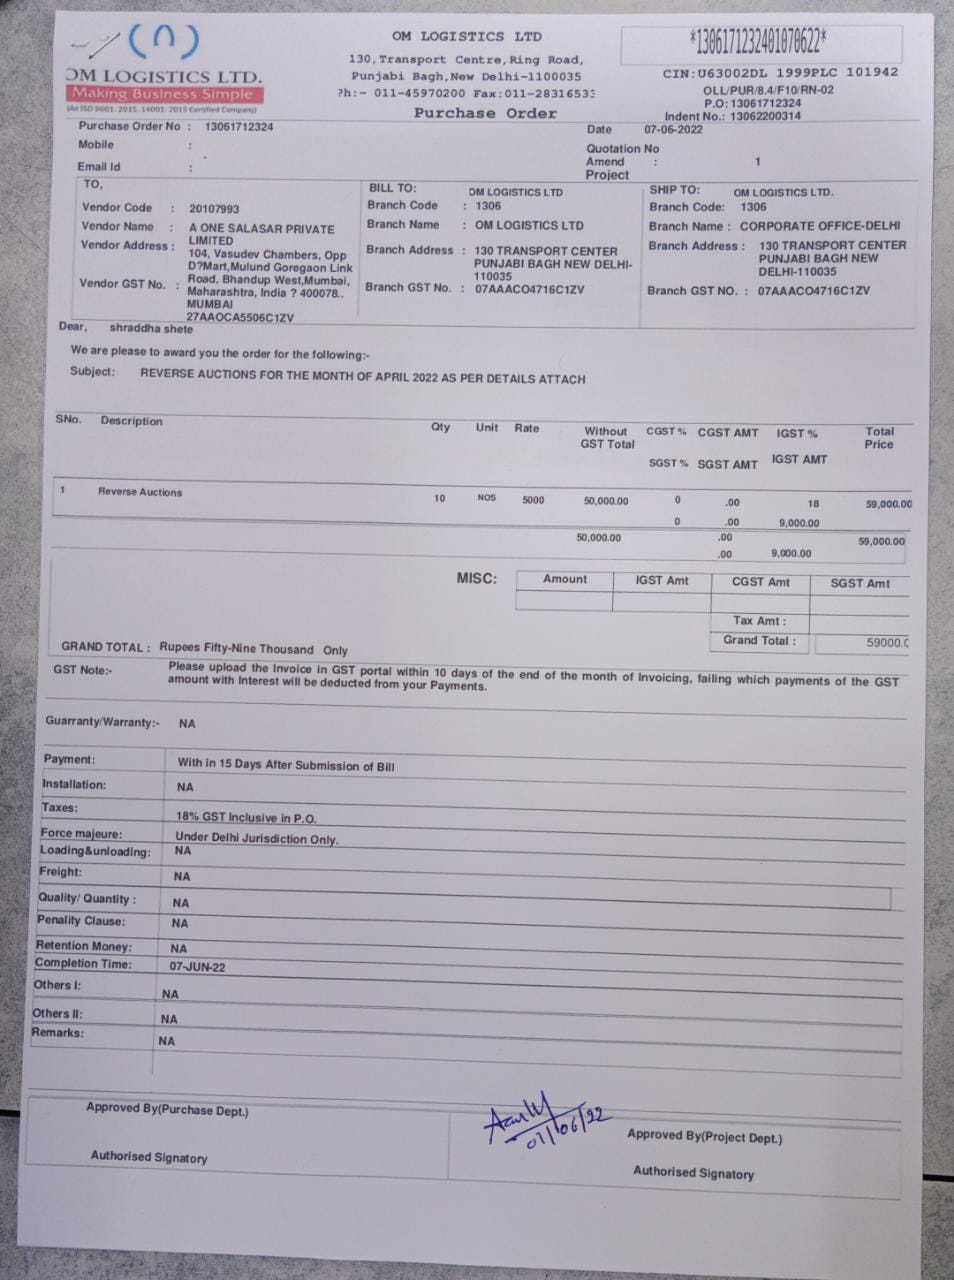 OM LOGISTICS LTD.
Making Business Simple
(An ISO 9001: 2015, 14001: 2015 Certified Company)
OM LOGISTICS LTD
130,Transport Centre,Ring Road,
Punjabi Bagh,New Delhi-1100035
Ph:- 011-45970200 Fax:011-28316533
Purchase Order
*1306171232401070622*
CIN:U63002DL 1999PLC 101942
OLL/PUR/8.4/F10/RN-02
P.O: 13061712324
Indent No.: 13062200314
Purchase Order No : 13061712324
Mobile :
Email Id :
Date 07-06-2022
Quotation No
Amend : 1
Project
TO,
Vendor Code : 20107993
Vendor Name : A ONE SALASAR PRIVATE
LIMITED
Vendor Address : 104, Vasudev Chambers, Opp
D?Mart,Mulund Goregaon Link
Road, Bhandup West,Mumbai,
Maharashtra, India ? 400078..
MUMBAI
Vendor GST No. : 27AAOCA5506C1ZV
BILL TO: OM LOGISTICS LTD
Branch Code : 1306
Branch Name : OM LOGISTICS LTD
Branch Address : 130 TRANSPORT CENTER
PUNJABI BAGH NEW DELHI-
110035
Branch GST No. : 07AAACO4716C1ZV
SHIP TO: OM LOGISTICS LTD.
Branch Code: 1306
Branch Name : CORPORATE OFFICE-DELHI
Branch Address : 130 TRANSPORT CENTER
PUNJABI BAGH NEW
DELHI-110035
Branch GST NO. : 07AAACO4716C1ZV
Dear, shraddha shete
We are please to award you the order for the following:-
Subject: REVERSE AUCTIONS FOR THE MONTH OF APRIL 2022 AS PER DETAILS ATTACH
SNo. Description Qty Unit Rate Without GST Total CGST % CGST AMT IGST % Total Price
SGST % SGST AMT IGST AMT
1 Reverse Auctions 10 NOS 5000 50,000.00 0 .00 18 59,000.00
0 .00 9,000.00
50,000.00 .00 59,000.00
.00 9,000.00
MISC: Amount IGST Amt CGST Amt SGST Amt
Tax Amt :
Grand Total : 59000.0
GRAND TOTAL : Rupees Fifty-Nine Thousand Only
GST Note:- Please upload the Invoice in GST portal within 10 days of the end of the month of Invoicing, failing which payments of the GST
amount with Interest will be deducted from your Payments.
Guarranty/Warranty:- NA
Payment: With in 15 Days After Submission of Bill
Installation: NA
Taxes: 18% GST Inclusive in P.O.
Force majeure: Under Delhi Jurisdiction Only.
Loading&unloading: NA
Freight: NA
Quality/ Quantity : NA
Penality Clause: NA
Retention Money: NA
Completion Time: 07-JUN-22
Others I: NA
Others II: NA
Remarks: NA
Approved By(Purchase Dept.)
Authorised Signatory
07/06/22
Approved By(Project Dept.)
Authorised Signatory